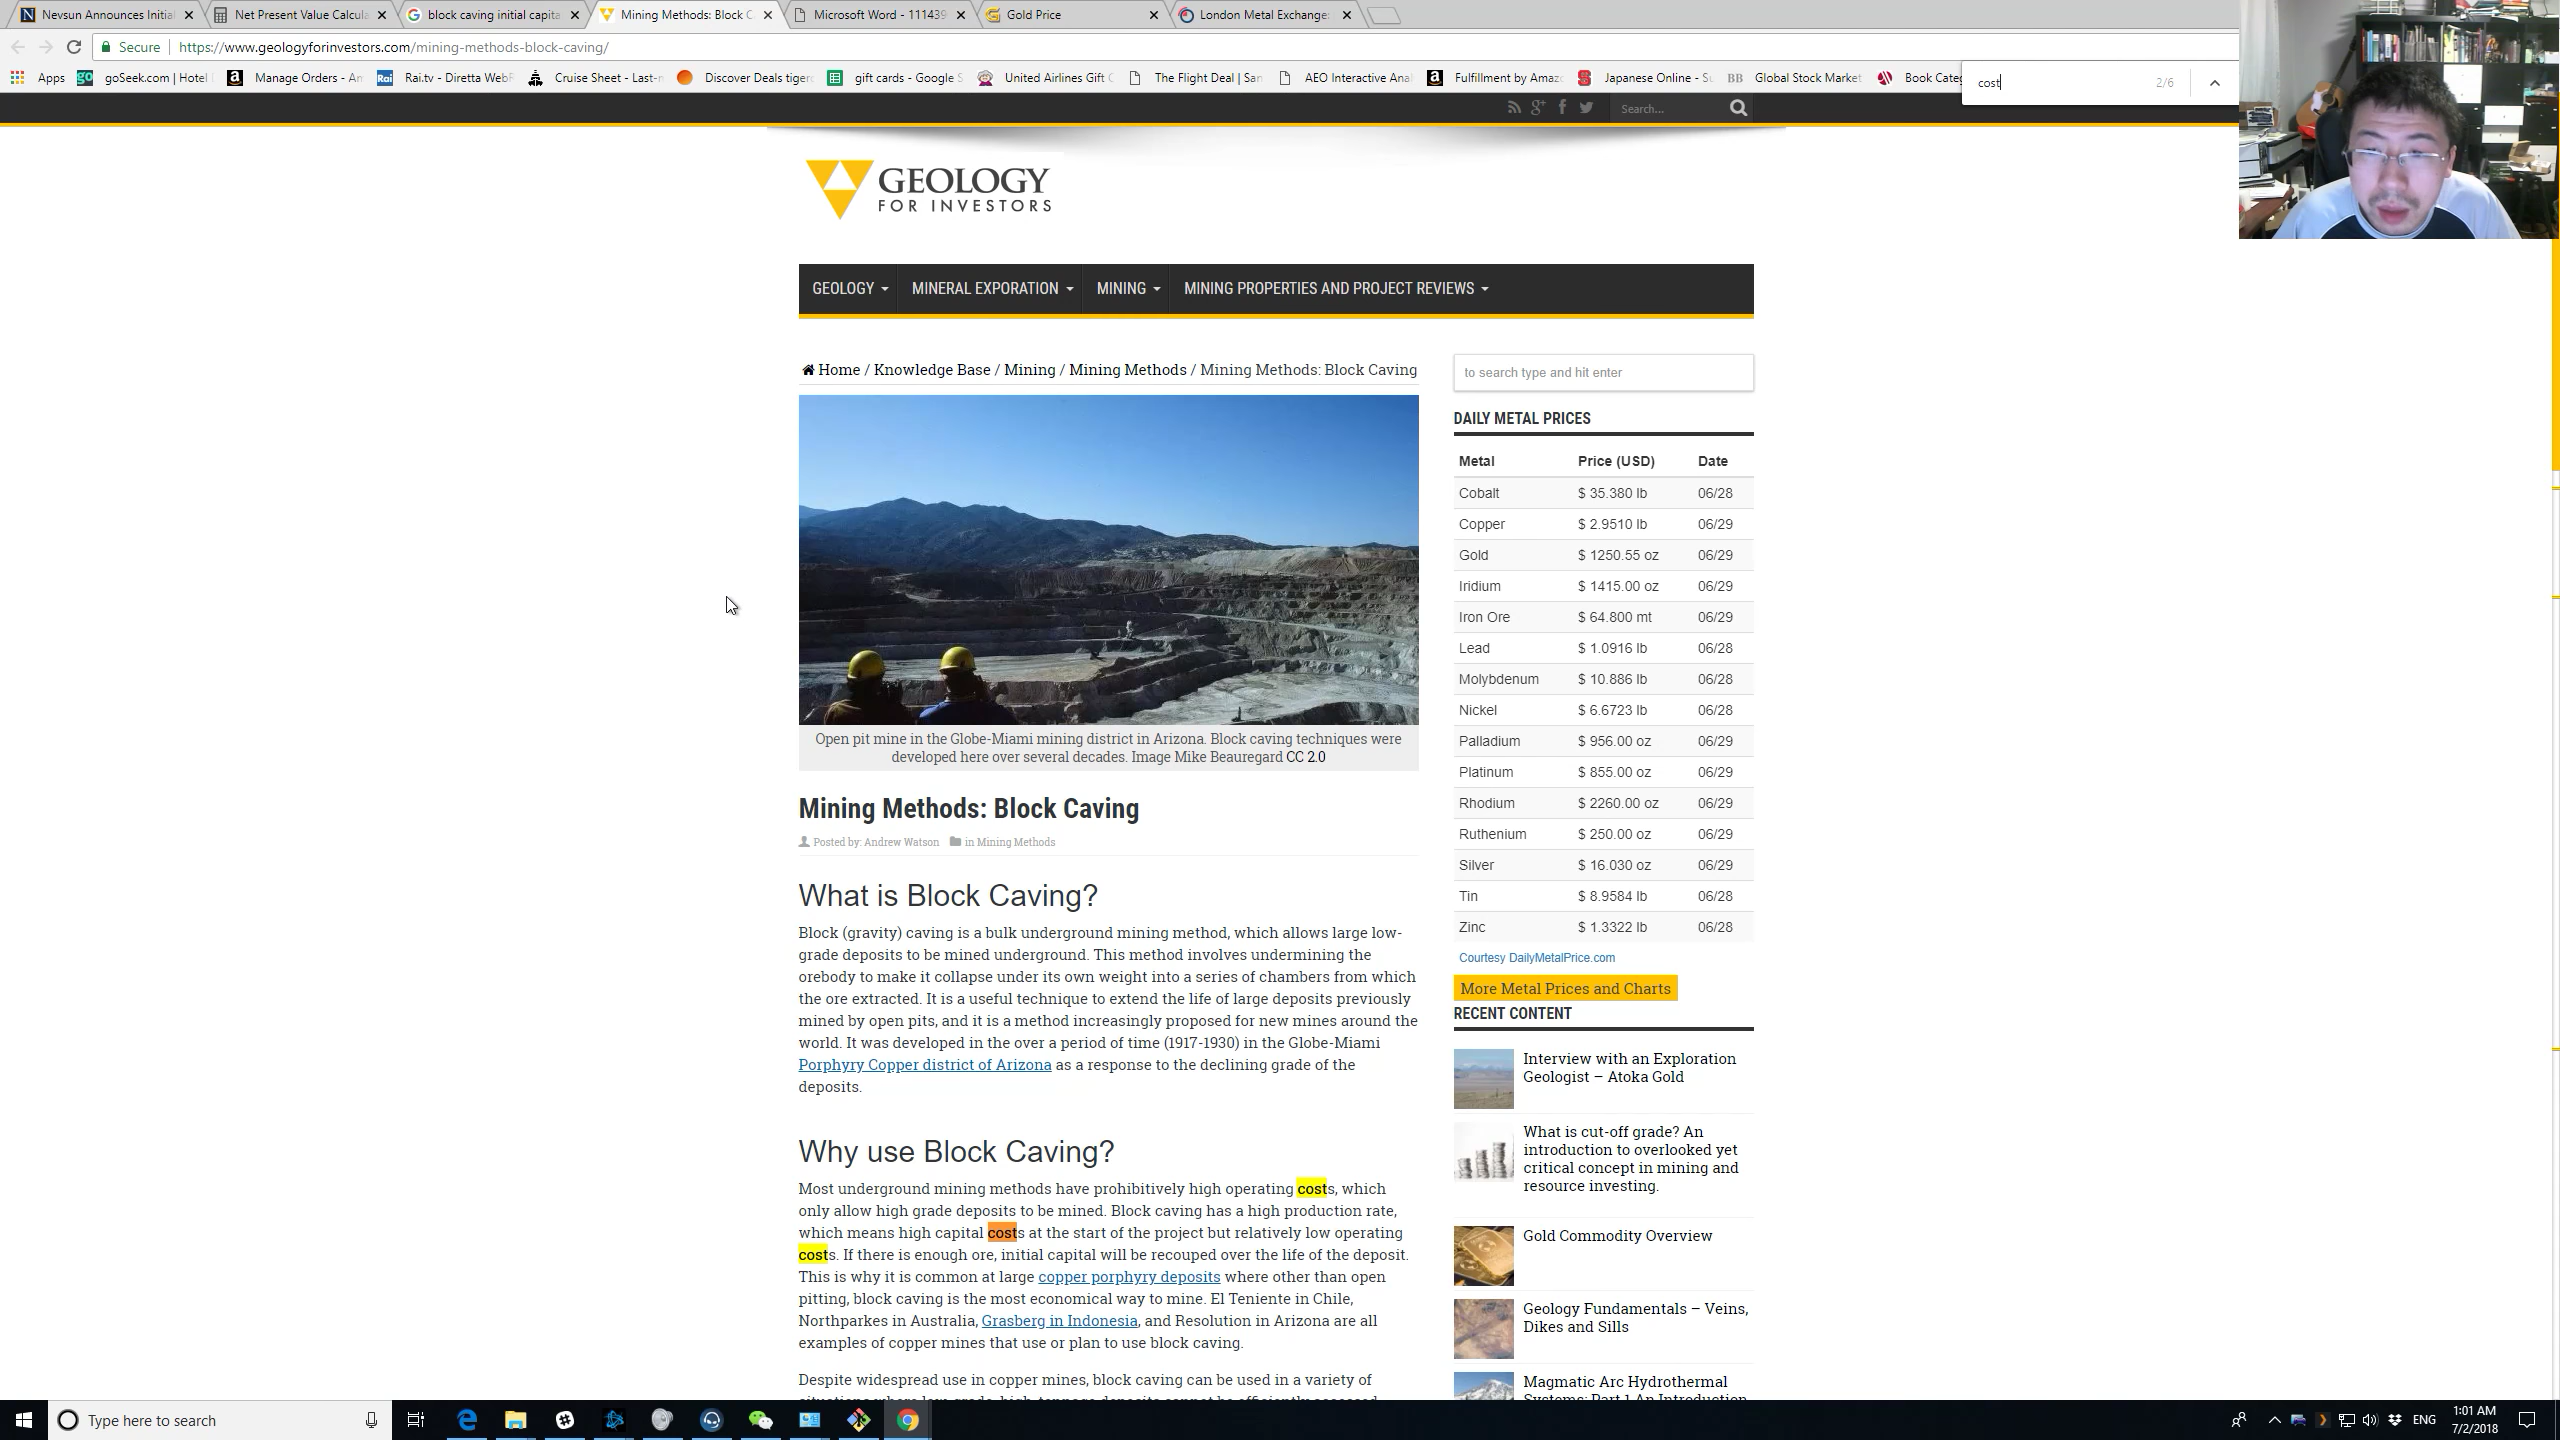 Nevsun Announces Initia
Net Present Value Calcula
block caving initial capita
Mining Methods: Block C
Microsoft Word - 111439
Gold Price
London Metal Exchange:
Secure
https://www.geologyforinvestors.com/mining-methods-block-caving/
Apps
goSeek.com | Hotel
Manage Orders - Am
Rai.tv - Diretta WebR
Cruise Sheet - Last-m
Discover Deals tiger
gift cards - Google S
United Airlines Gift C
The Flight Deal | San
AEO Interactive Anal
Fulfillment by Amaz
Japanese Online - Su
BB Global Stock Market
Book Cate
cost
2/6
Search...
GEOLOGY
FOR INVESTORS
GEOLOGY
MINERAL EXPORATION
MINING
MINING PROPERTIES AND PROJECT REVIEWS
Home / Knowledge Base / Mining / Mining Methods / Mining Methods: Block Caving
Open pit mine in the Globe-Miami mining district in Arizona. Block caving techniques were
developed here over several decades. Image Mike Beauregard CC 2.0
Mining Methods: Block Caving
Posted by: Andrew Watson in Mining Methods
What is Block Caving?
Block (gravity) caving is a bulk underground mining method, which allows large low-
grade deposits to be mined underground. This method involves undermining the
orebody to make it collapse under its own weight into a series of chambers from which
the ore extracted. It is a useful technique to extend the life of large deposits previously
mined by open pits, and it is a method increasingly proposed for new mines around the
world. It was developed in the over a period of time (1917-1930) in the Globe-Miami
Porphyry Copper district of Arizona as a response to the declining grade of the
deposits.
Why use Block Caving?
Most underground mining methods have prohibitively high operating costs, which
only allow high grade deposits to be mined. Block caving has a high production rate,
which means high capital costs at the start of the project but relatively low operating
costs. If there is enough ore, initial capital will be recouped over the life of the deposit.
This is why it is common at large copper porphyry deposits where other than open
pitting, block caving is the most economical way to mine. El Teniente in Chile,
Northparkes in Australia, Grasberg in Indonesia, and Resolution in Arizona are all
examples of copper mines that use or plan to use block caving.
Despite widespread use in copper mines, block caving can be used in a variety of
to search type and hit enter
DAILY METAL PRICES
Metal Price (USD) Date
Cobalt $ 35.380 lb 06/28
Copper $ 2.9510 lb 06/29
Gold $ 1250.55 oz 06/29
Iridium $ 1415.00 oz 06/29
Iron Ore $ 64.800 mt 06/29
Lead $ 1.0916 lb 06/28
Molybdenum $ 10.886 lb 06/28
Nickel $ 6.6723 lb 06/28
Palladium $ 956.00 oz 06/29
Platinum $ 855.00 oz 06/29
Rhodium $ 2260.00 oz 06/29
Ruthenium $ 250.00 oz 06/29
Silver $ 16.030 oz 06/29
Tin $ 8.9584 lb 06/28
Zinc $ 1.3322 lb 06/28
Courtesy DailyMetalPrice.com
More Metal Prices and Charts
RECENT CONTENT
Interview with an Exploration
Geologist – Atoka Gold
What is cut-off grade? An
introduction to overlooked yet
critical concept in mining and
resource investing.
Gold Commodity Overview
Geology Fundamentals – Veins,
Dikes and Sills
Magmatic Arc Hydrothermal
Systems: Part 1 An Introduction
Type here to search
ENG
1:01 AM
7/2/2018